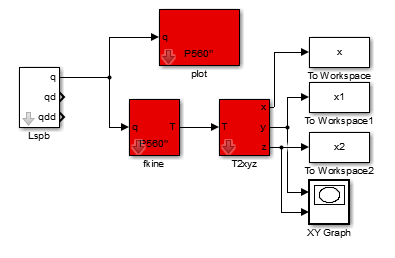 q
P560"
plot
x
To Workspace
q
qd
qdd
Lspb
q
T
P560"
fkine
T
x
y
z
T2xyz
x1
To Workspace1
x2
To Workspace2
XY Graph